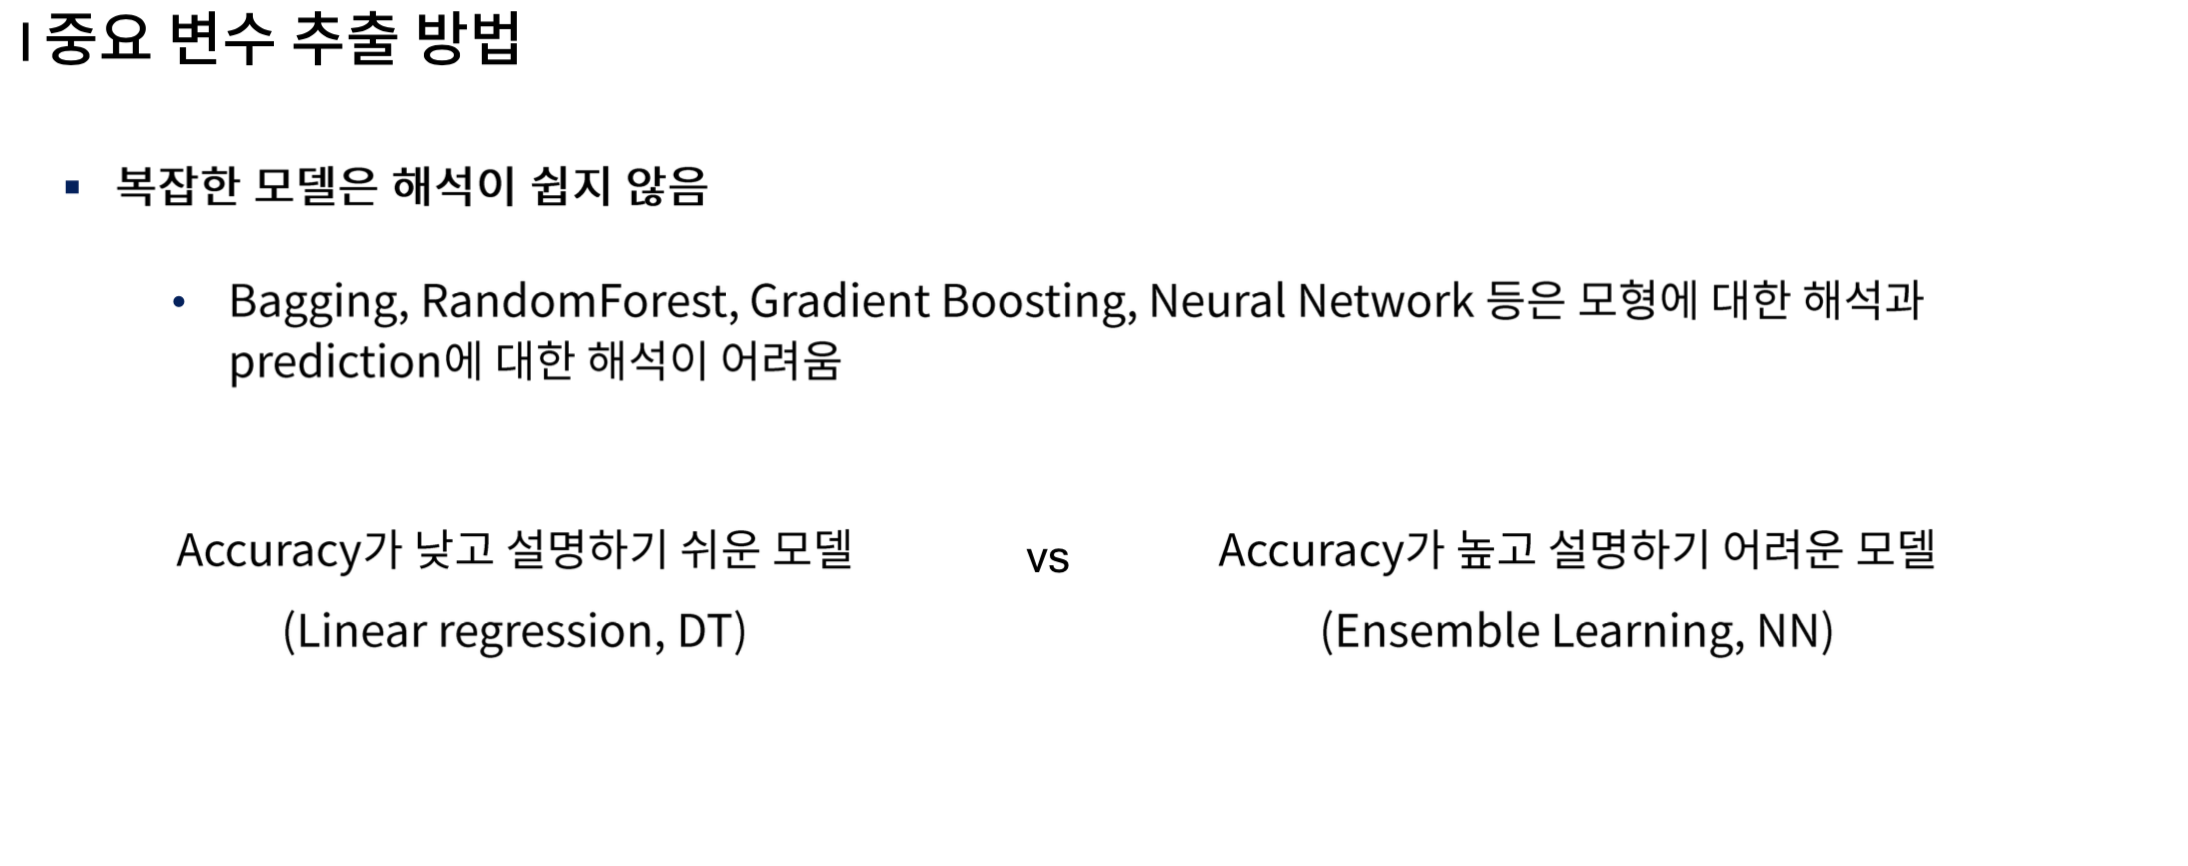 | 중요 변수 추출 방법
▪ 복잡한 모델은 해석이 쉽지 않음
• Bagging, RandomForest, Gradient Boosting, Neural Network 등은 모형에 대한 해석과
prediction에 대한 해석이 어려움
Accuracy가 낮고 설명하기 쉬운 모델 vs Accuracy가 높고 설명하기 어려운 모델
(Linear regression, DT) (Ensemble Learning, NN)